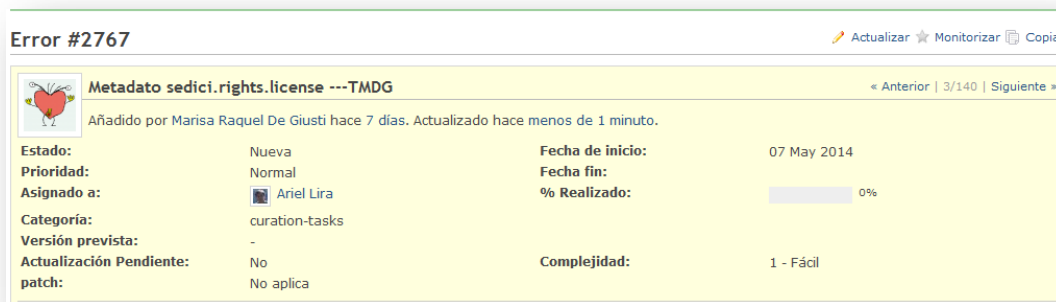 Error #2767
Actualizar Monitorizar Copia
Metadato sedici.rights.license ---TMDG
« Anterior | 3/140 | Siguiente »
Añadido por Marisa Raquel De Giusti hace 7 días. Actualizado hace menos de 1 minuto.
Estado: Nueva Fecha de inicio: 07 May 2014
Prioridad: Normal Fecha fin:
Asignado a: Ariel Lira % Realizado: 0%
Categoría: curation-tasks
Versión prevista: -
Actualización Pendiente: No Complejidad: 1 - Fácil
patch: No aplica